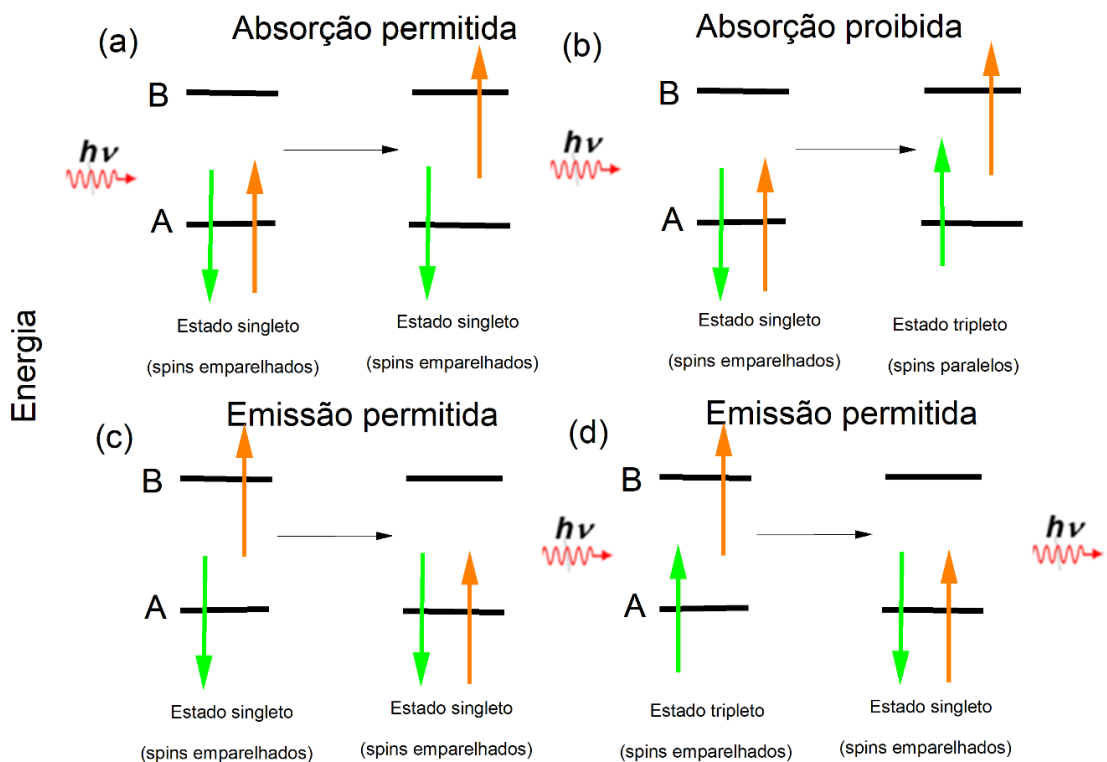 (a) Absorção permitida
B
hν
A
Estado singleto
(spins emparelhados)
Estado singleto
(spins emparelhados)
(b) Absorção proibida
B
hν
A
Estado singleto
(spins emparelhados)
Estado tripleto
(spins paralelos)
Energia
(c) Emissão permitida
B
hν
A
Estado singleto
(spins emparelhados)
Estado singleto
(spins emparelhados)
(d) Emissão permitida
B
hν
A
Estado tripleto
(spins emparelhados)
Estado singleto
(spins emparelhados)